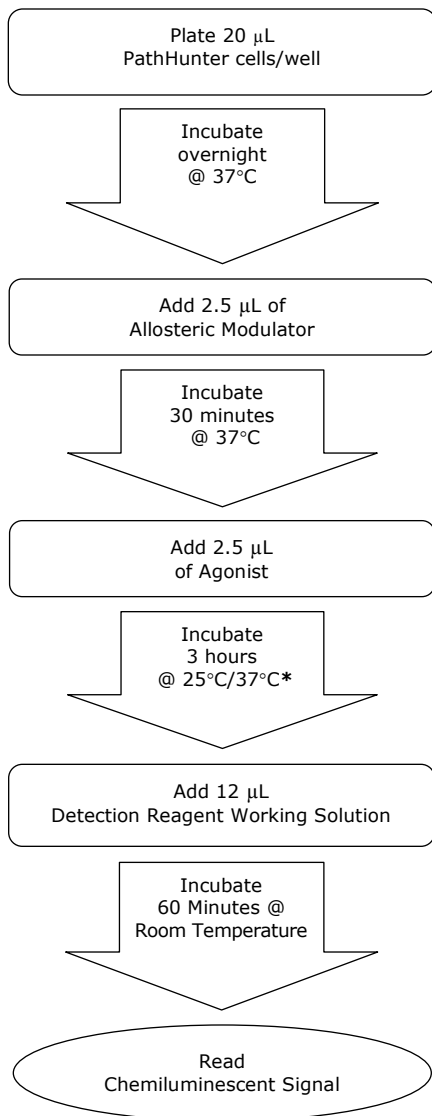 Plate 20 µL
PathHunter cells/well
Incubate
overnight
@ 37°C
Add 2.5 µL of
Allosteric Modulator
Incubate
30 minutes
@ 37°C
Add 2.5 µL
of Agonist
Incubate
3 hours
@ 25°C/37°C*
Add 12 µL
Detection Reagent Working Solution
Incubate
60 Minutes @
Room Temperature
Read
Chemiluminescent Signal